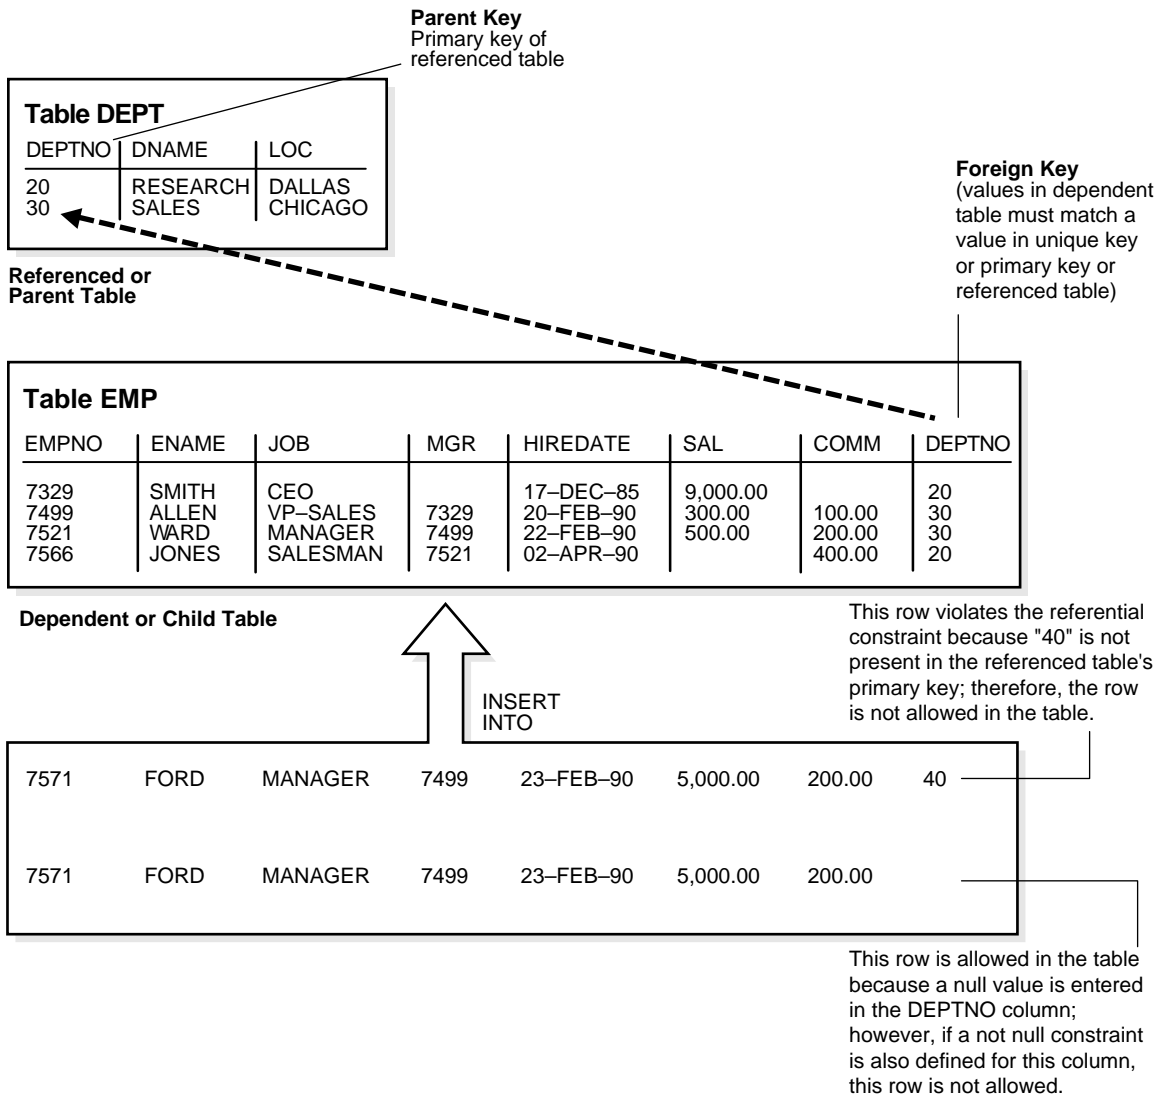 Parent Key
Primary key of
referenced table
Table DEPT
DEPTNO DNAME LOC
20 RESEARCH DALLAS
30 SALES CHICAGO
Referenced or
Parent Table
Foreign Key
(values in dependent
table must match a
value in unique key
or primary key or
referenced table)
Table EMP
EMPNO ENAME JOB MGR HIREDATE SAL COMM DEPTNO
7329 SMITH CEO 17–DEC–85 9,000.00 20
7499 ALLEN VP–SALES 7329 20–FEB–90 300.00 100.00 30
7521 WARD MANAGER 7499 22–FEB–90 500.00 200.00 30
7566 JONES SALESMAN 7521 02–APR–90 400.00 20
Dependent or Child Table
This row violates the referential
constraint because "40" is not
present in the referenced table's
primary key; therefore, the row
is not allowed in the table.
INSERT
INTO
7571 FORD MANAGER 7499 23–FEB–90 5,000.00 200.00 40
7571 FORD MANAGER 7499 23–FEB–90 5,000.00 200.00
This row is allowed in the table
because a null value is entered
in the DEPTNO column;
however, if a not null constraint
is also defined for this column,
this row is not allowed.